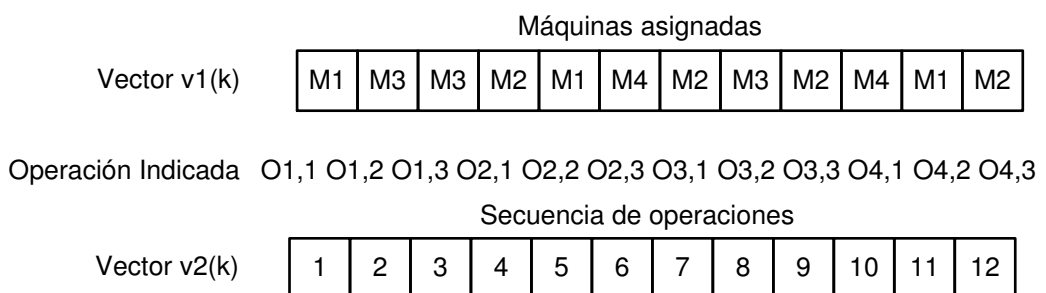 Máquinas asignadas
Vector v1(k) M1 M3 M3 M2 M1 M4 M2 M3 M2 M4 M1 M2
Operación Indicada O1,1 O1,2 O1,3 O2,1 O2,2 O2,3 O3,1 O3,2 O3,3 O4,1 O4,2 O4,3
Secuencia de operaciones
Vector v2(k) 1 2 3 4 5 6 7 8 9 10 11 12